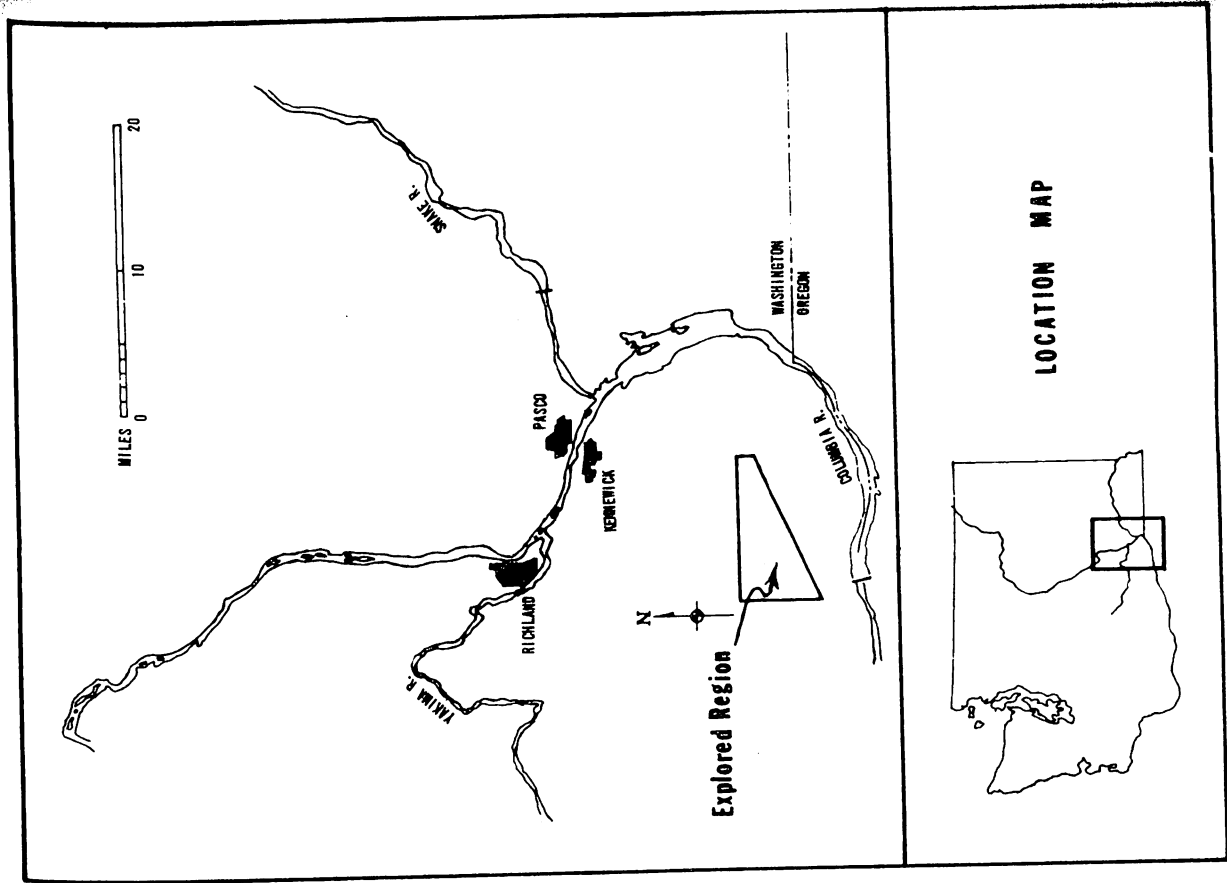 MILES 0 10 20
SNAKE R.
PASCO
KENNEWICK
RICHLAND
YAKIMA R.
N
Explored Region
COLUMBIA R.
WASHINGTON
OREGON
LOCATION MAP